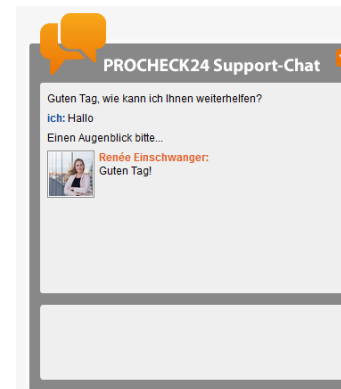 PROCHECK24 Support-Chat
Guten Tag, wie kann ich Ihnen weiterhelfen?
ich: Hallo
Einen Augenblick bitte...
Renée Einschwanger:
Guten Tag!